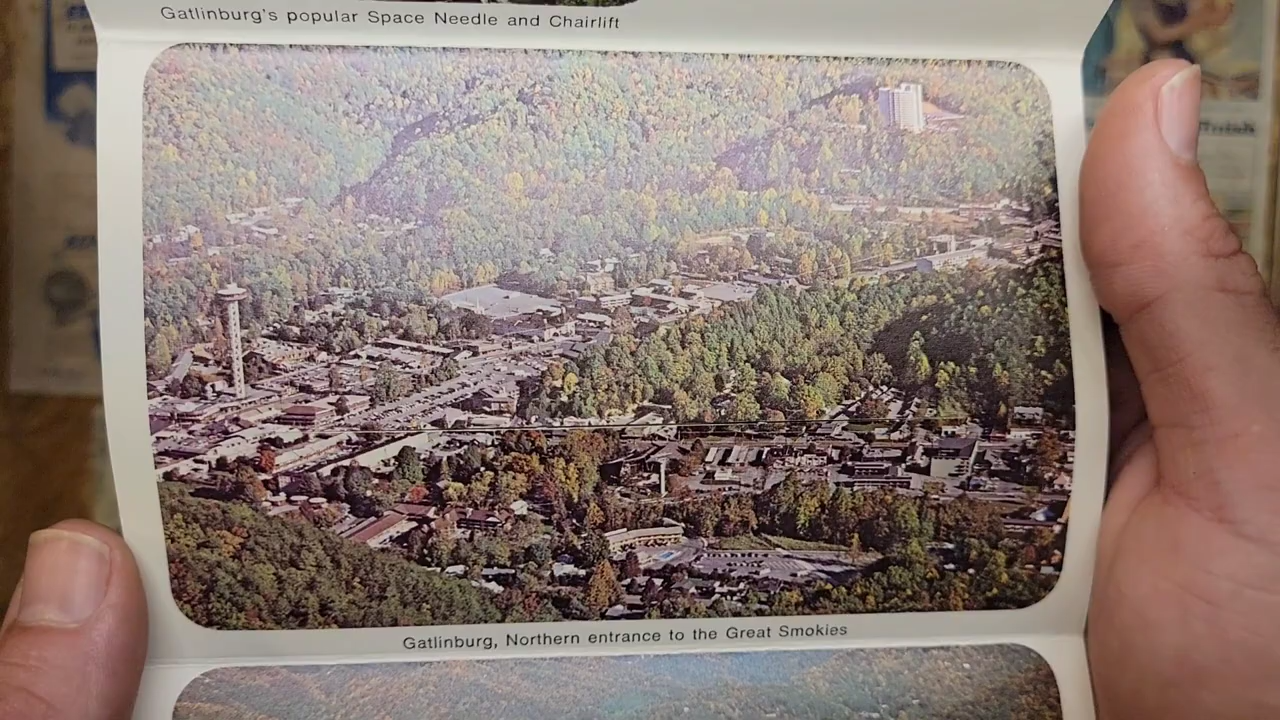 Gatlinburg's popular Space Needle and Chairlift
Gatlinburg, Northern entrance to the Great Smokies